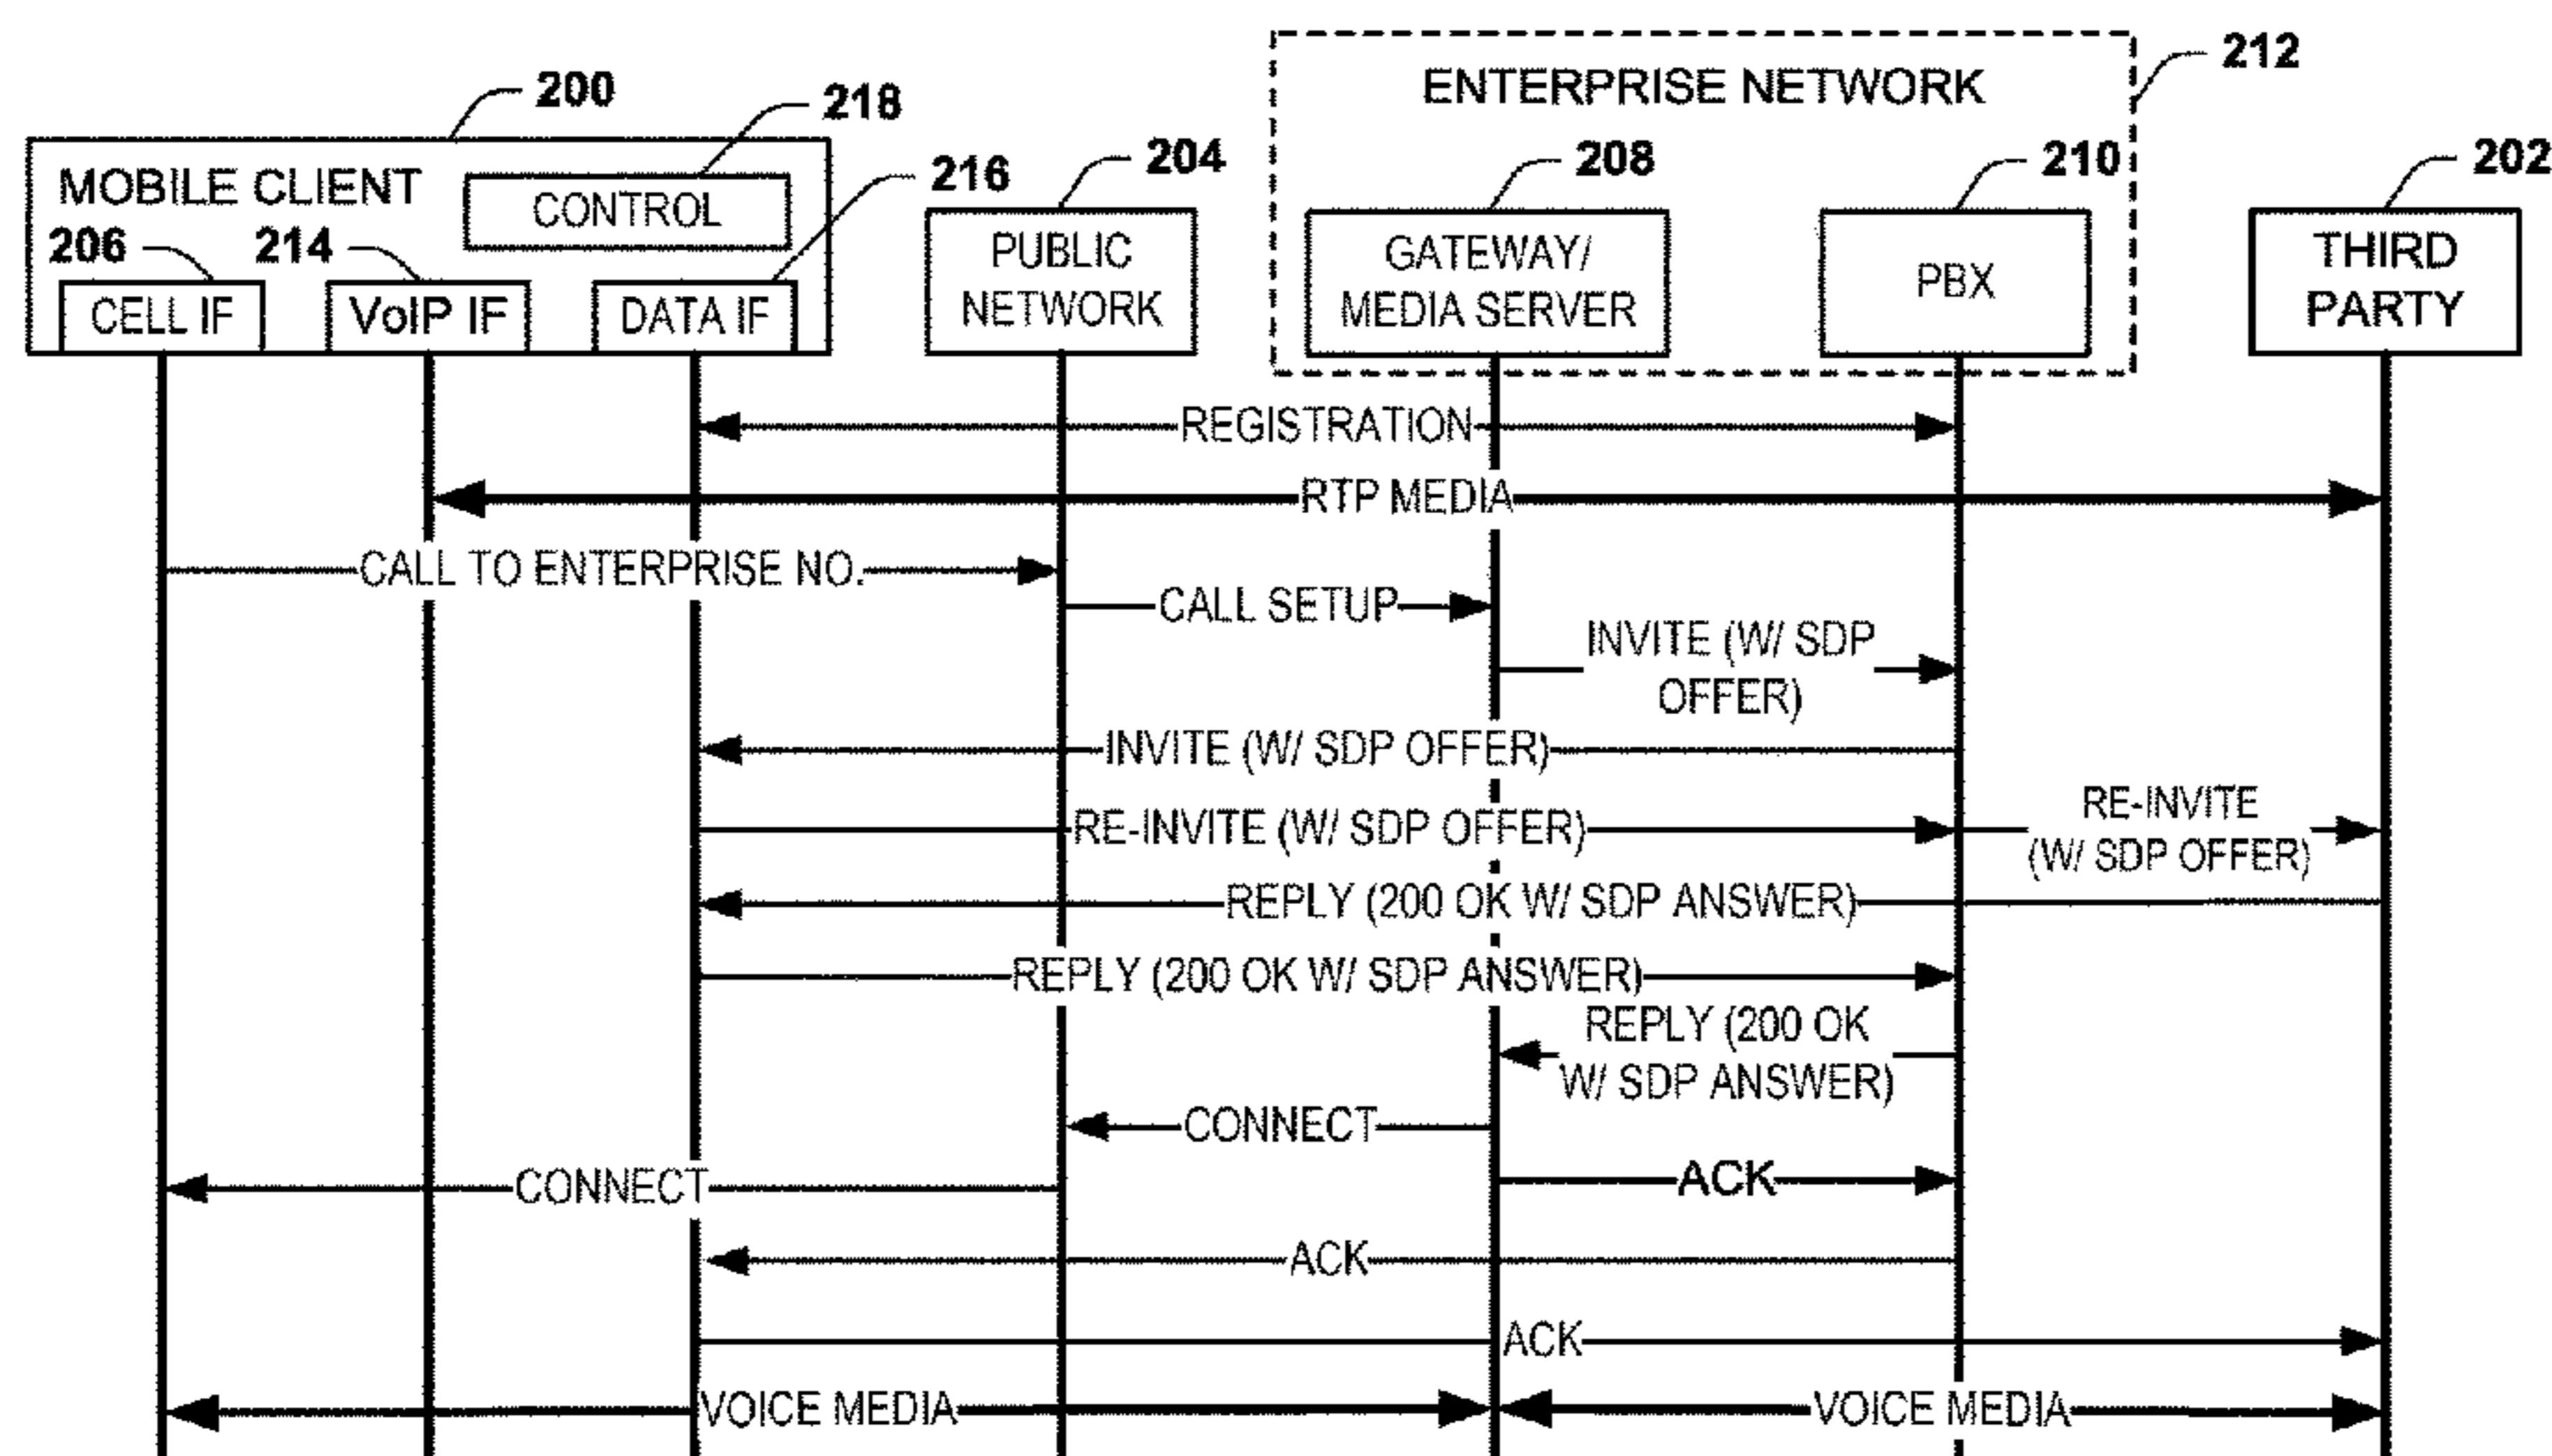 212
ENTERPRISE NETWORK
200
218
204
208
210
202
216
MOBILE CLIENT
CONTROL
206
214
CELL IF
VoIP IF
DATA IF
PUBLIC
NETWORK
GATEWAY/
MEDIA SERVER
PBX
THIRD
PARTY
REGISTRATION
RTP MEDIA
CALL TO ENTERPRISE NO.
CALL SETUP
INVITE (W/ SDP
OFFER)
INVITE (W/ SDP OFFER)
RE-INVITE (W/ SDP OFFER)
RE-INVITE
(W/ SDP OFFER)
REPLY (200 OK W/ SDP ANSWER)
REPLY (200 OK W/ SDP ANSWER)
REPLY (200 OK
W/ SDP ANSWER)
CONNECT
CONNECT
ACK
ACK
ACK
VOICE MEDIA
VOICE MEDIA